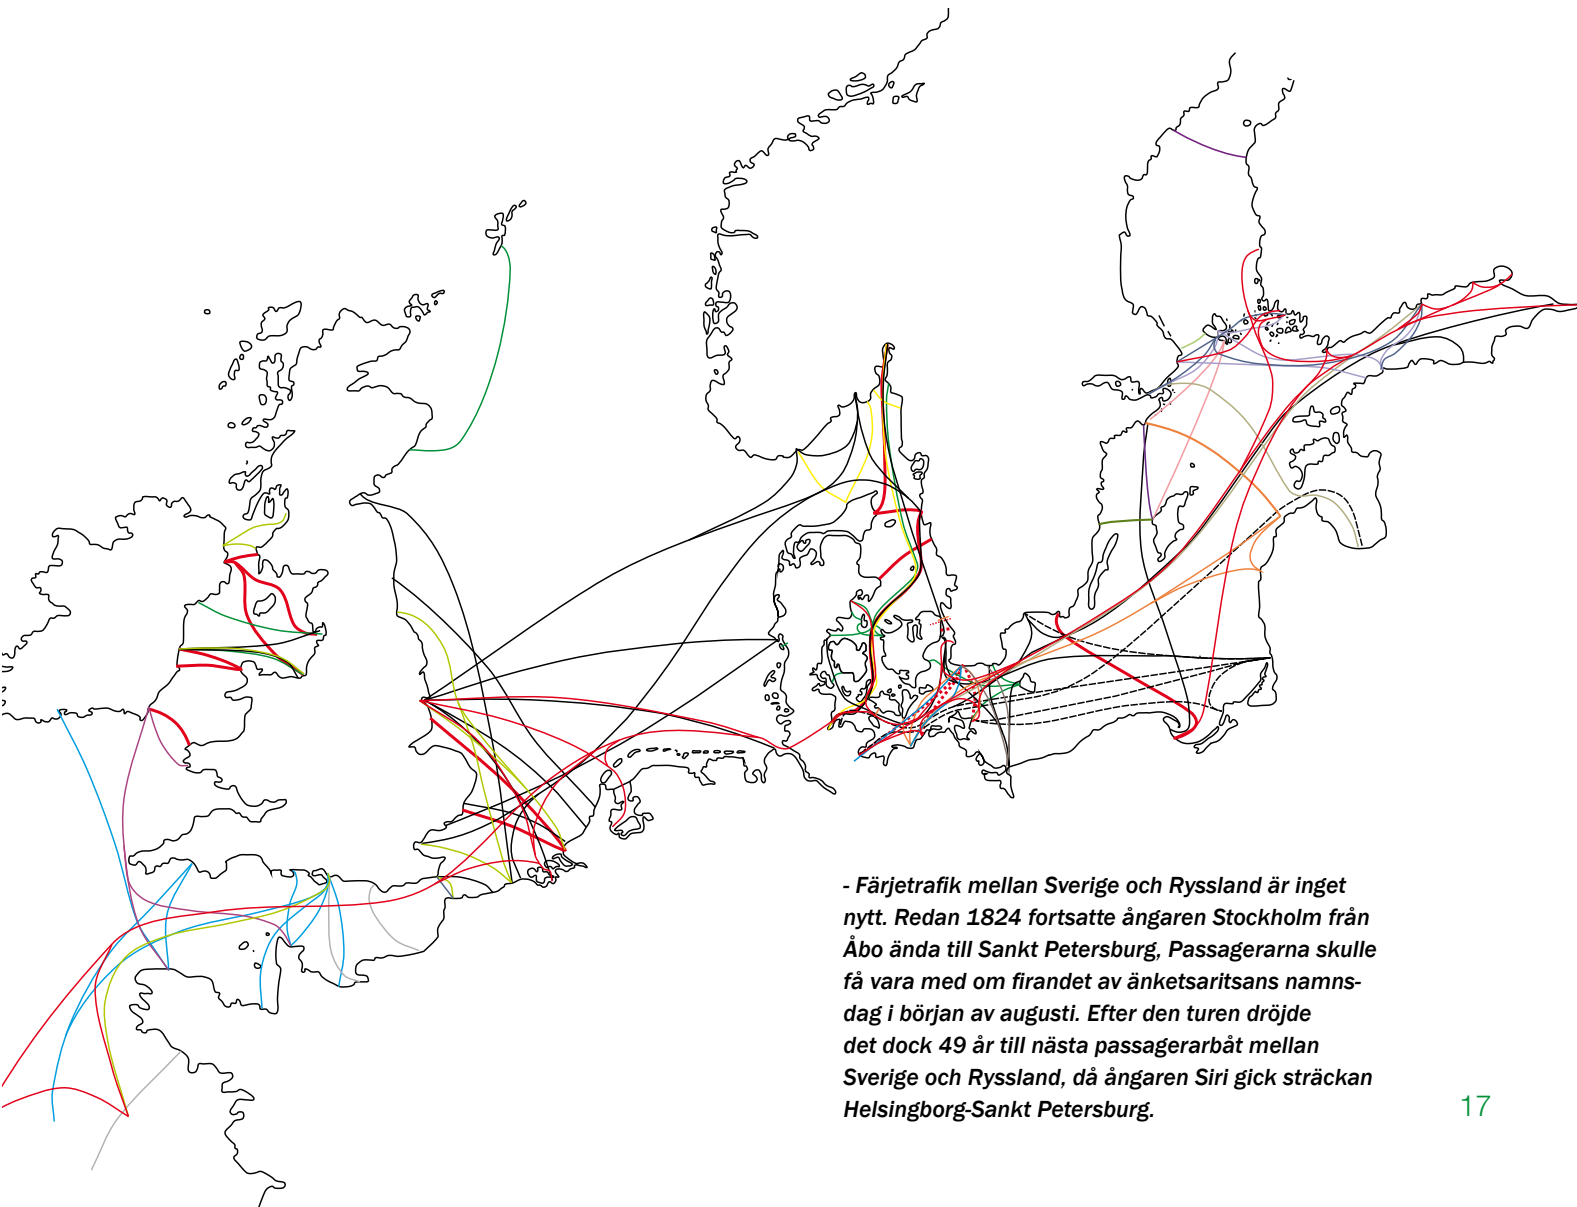 - Färjetrafik mellan Sverige och Ryssland är inget
nytt. Redan 1824 fortsatte ångaren Stockholm från
Åbo ända till Sankt Petersburg, Passagerarna skulle
få vara med om firandet av änketsaritsans namns-
dag i början av augusti. Efter den turen dröjde
det dock 49 år till nästa passagerarbåt mellan
Sverige och Ryssland, då ångaren Siri gick sträckan
Helsingborg-Sankt Petersburg.
17